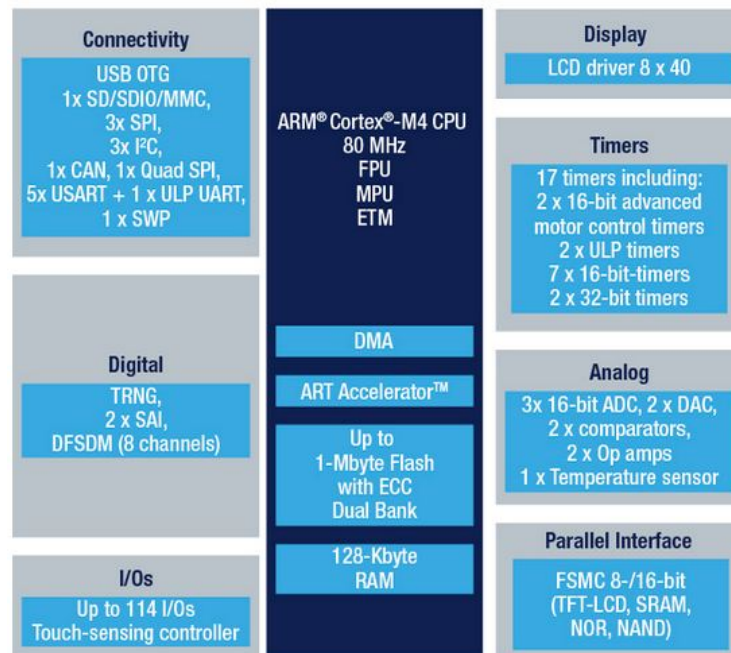 Connectivity
USB OTG
1x SD/SDIO/MMC,
3x SPI,
3x I²C,
1x CAN, 1x Quad SPI,
5x USART + 1 x ULP UART,
1 x SWP
Digital
TRNG,
2 x SAI,
DFSDM (8 channels)
I/Os
Up to 114 I/Os
Touch-sensing controller
ARM® Cortex®-M4 CPU
80 MHz
FPU
MPU
ETM
DMA
ART Accelerator™
Up to
1-Mbyte Flash
with ECC
Dual Bank
128-Kbyte
RAM
Display
LCD driver 8 x 40
Timers
17 timers including:
2 x 16-bit advanced
motor control timers
2 x ULP timers
7 x 16-bit-timers
2 x 32-bit timers
Analog
3x 16-bit ADC, 2 x DAC,
2 x comparators,
2 x Op amps
1 x Temperature sensor
Parallel Interface
FSMC 8-/16-bit
(TFT-LCD, SRAM,
NOR, NAND)